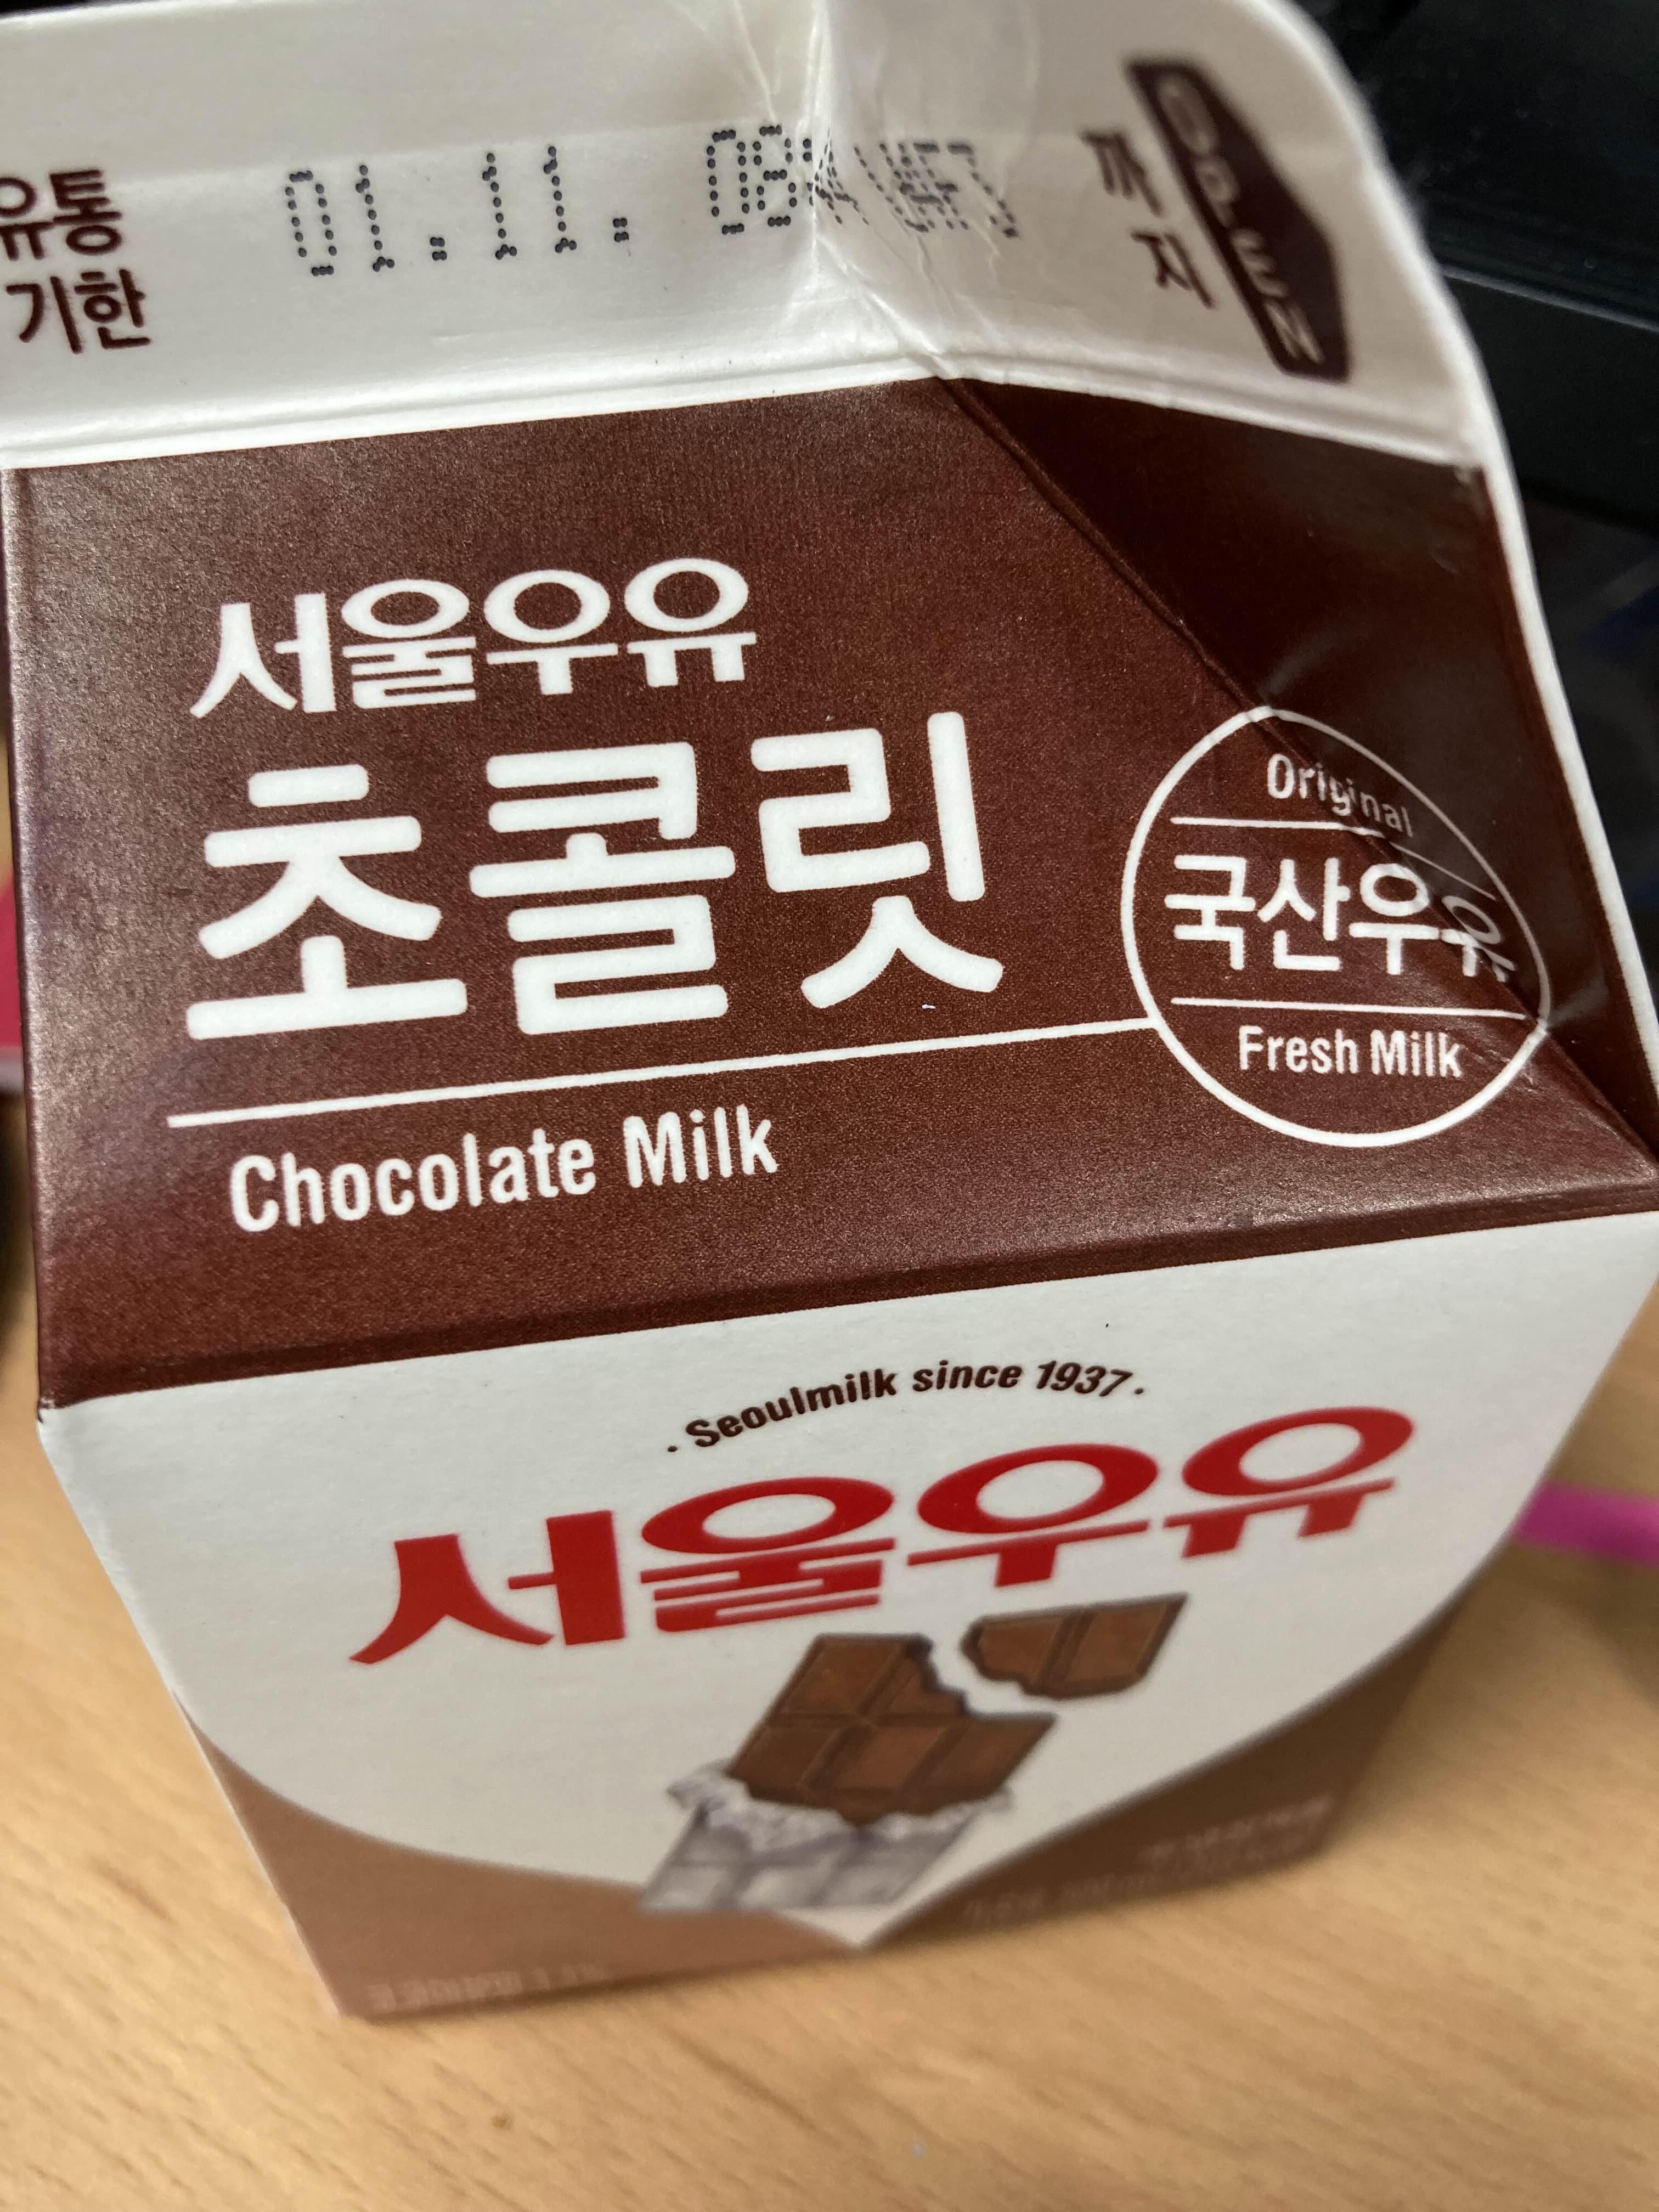 유통
기한
01.11.
까
지
OPEN
서울우유
초콜릿
Chocolate Milk
Original
국산우유
Fresh Milk
. Seoulmilk since 1937.
서울우유